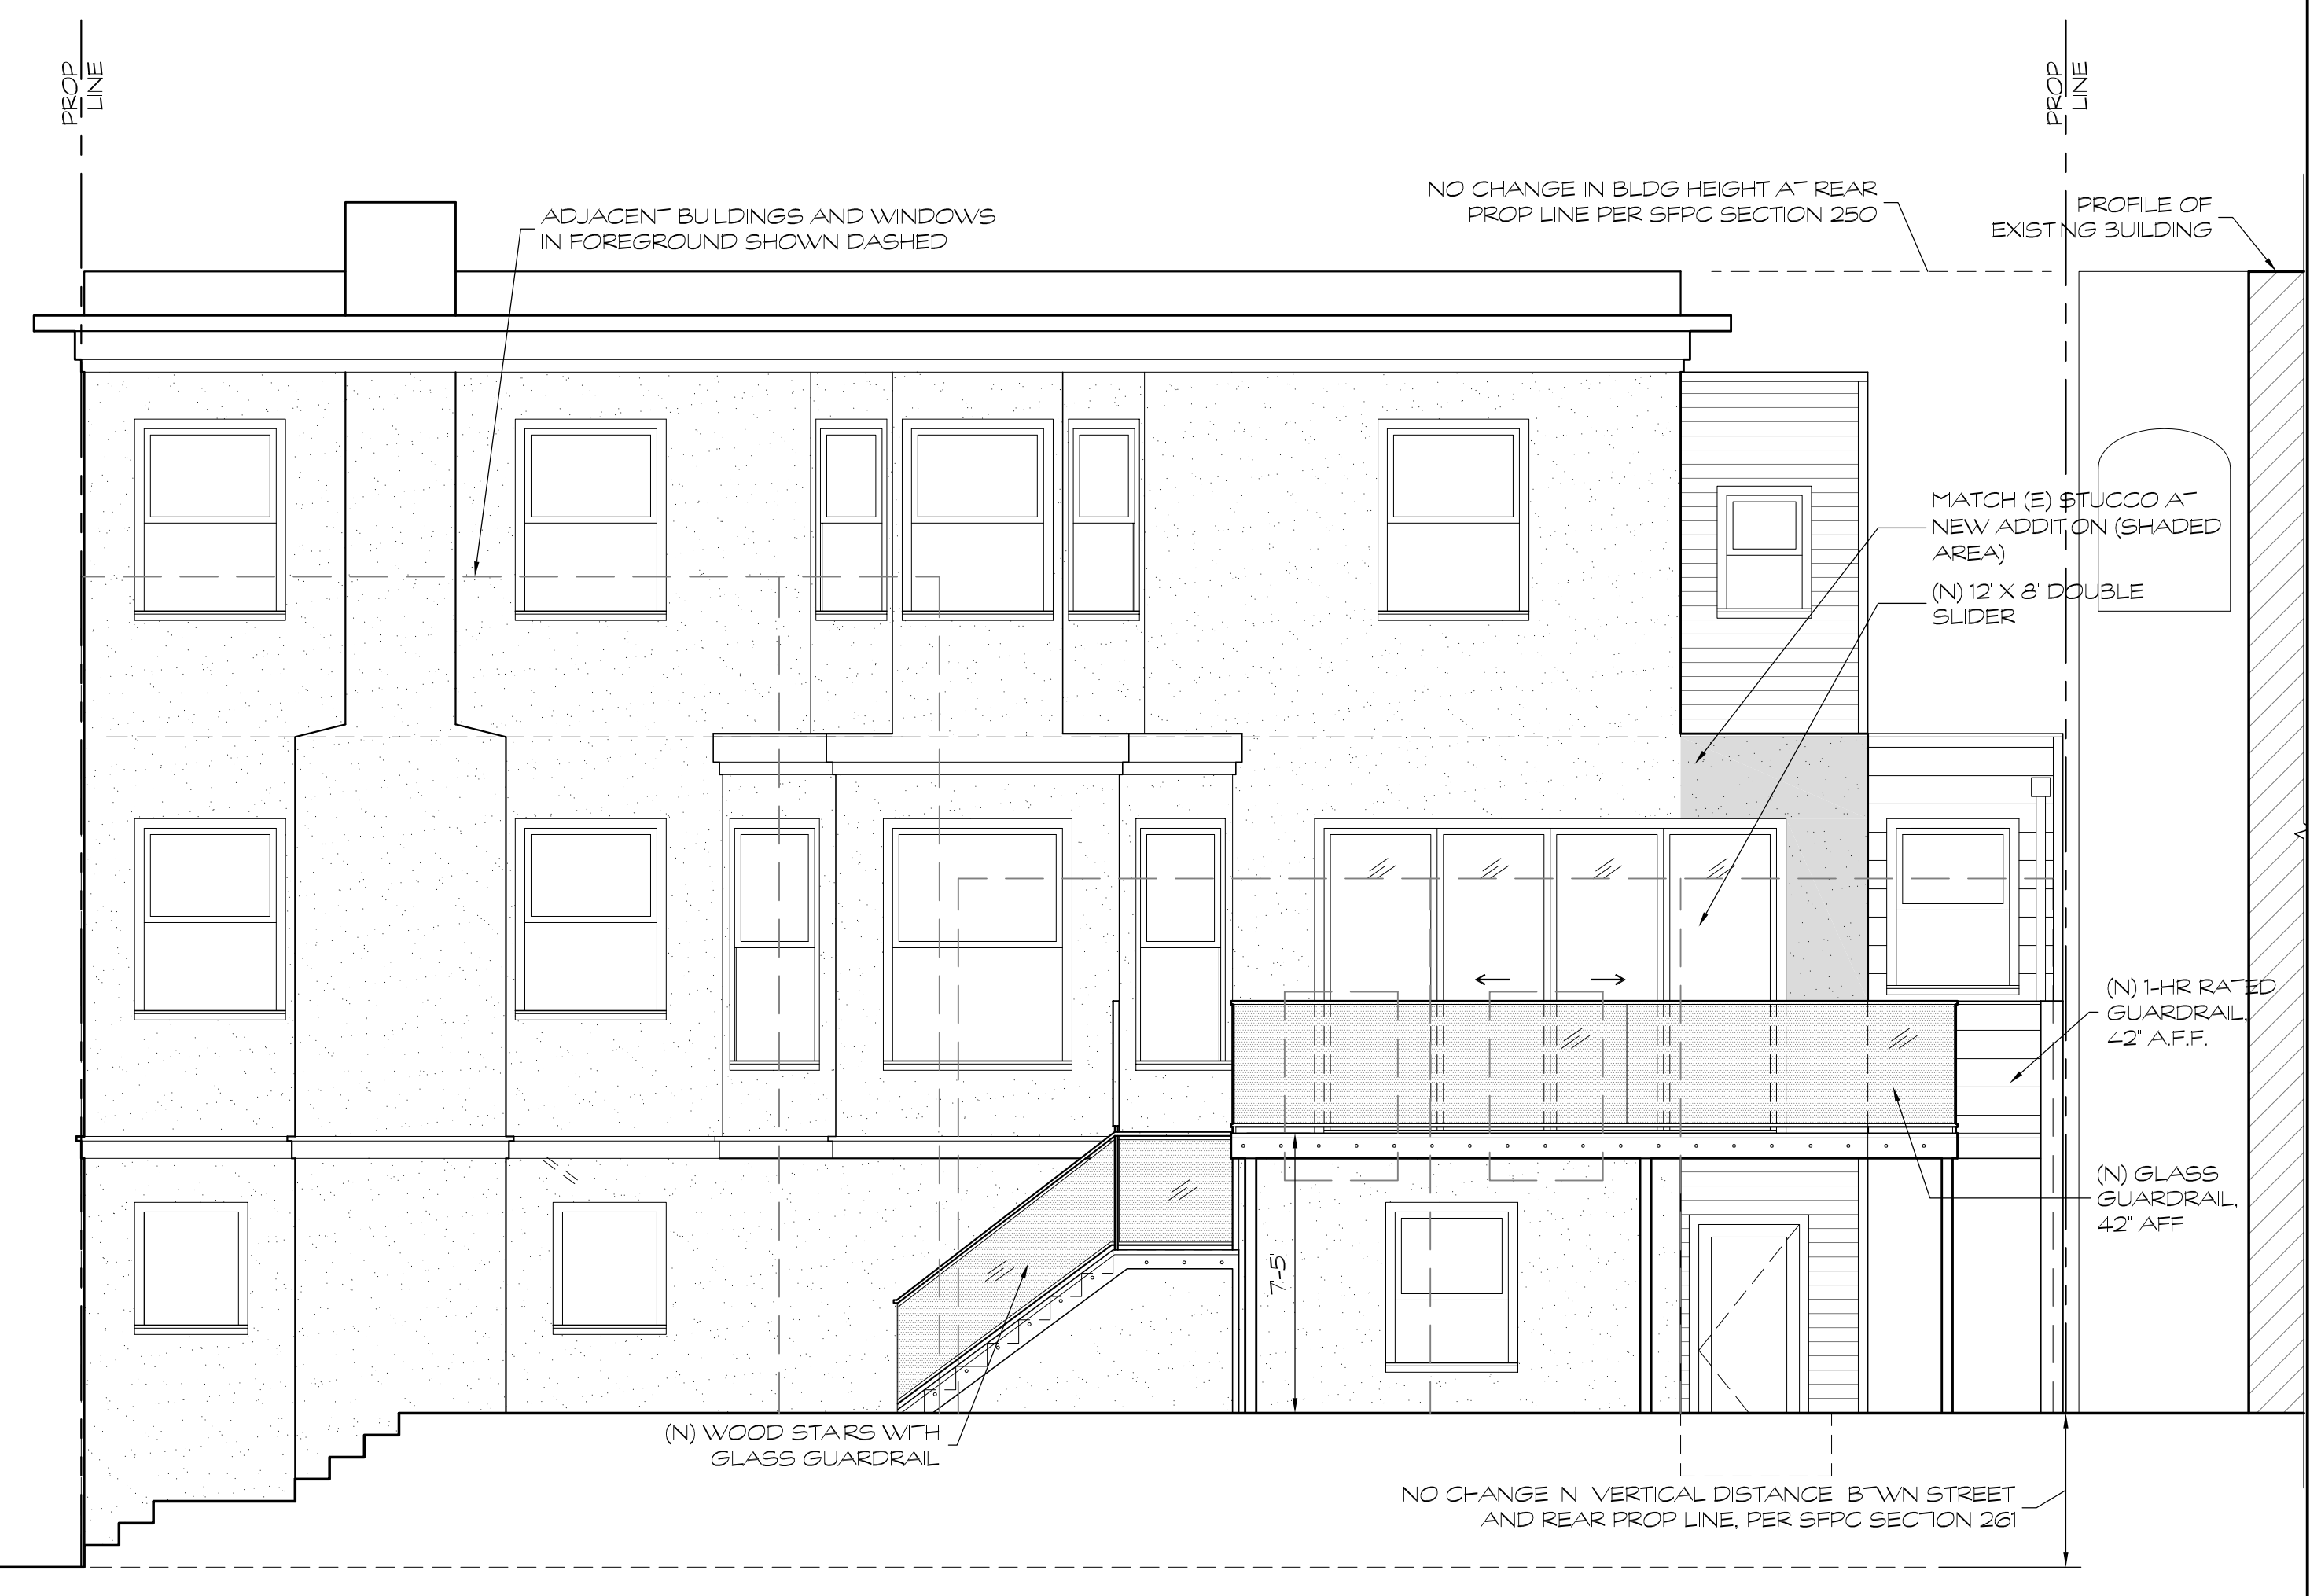 PROP
LINE
PROP
LINE
ADJACENT BUILDINGS AND WINDOWS
IN FOREGROUND SHOWN DASHED
NO CHANGE IN BLDG HEIGHT AT REAR
PROP LINE PER SFPC SECTION 250
PROFILE OF
EXISTING BUILDING
MATCH (E) STUCCO AT
NEW ADDITION (SHADED
AREA)
(N) 12' X 8' DOUBLE
SLIDER
(N) 1-HR RATED
GUARDRAIL,
42" A.F.F.
(N) GLASS
GUARDRAIL,
42" AFF
7-5"
(N) WOOD STAIRS WITH
GLASS GUARDRAIL
NO CHANGE IN VERTICAL DISTANCE BTWN STREET
AND REAR PROP LINE, PER SFPC SECTION 261